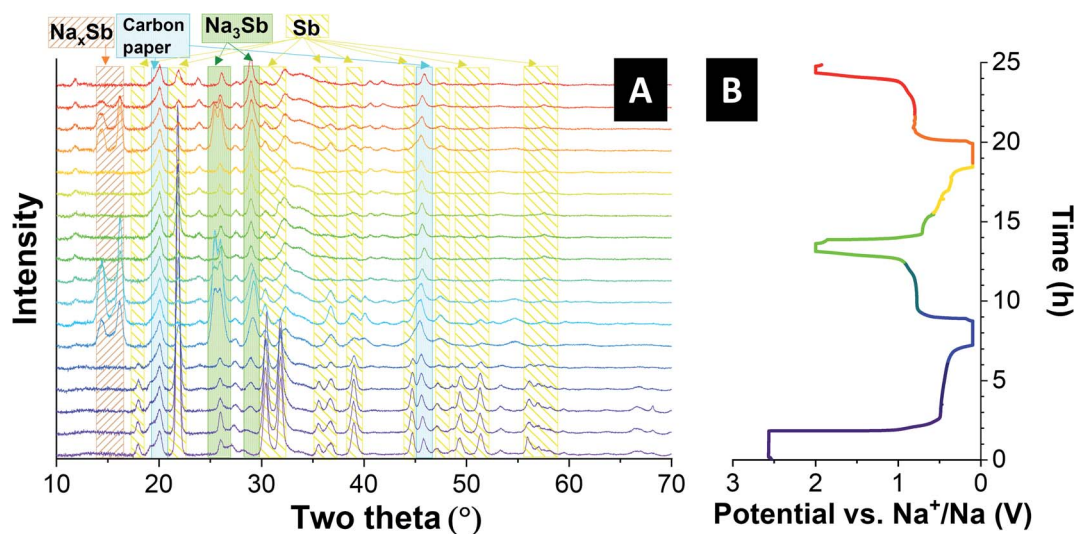 NaxSb
Carbon
paper
Na3Sb
Sb
A
B
Intensity
10 20 30 40 50 60 70
Two theta (°)
25
20
15
10
5
0
Time (h)
3 2 1 0
Potential vs. Na+/Na (V)